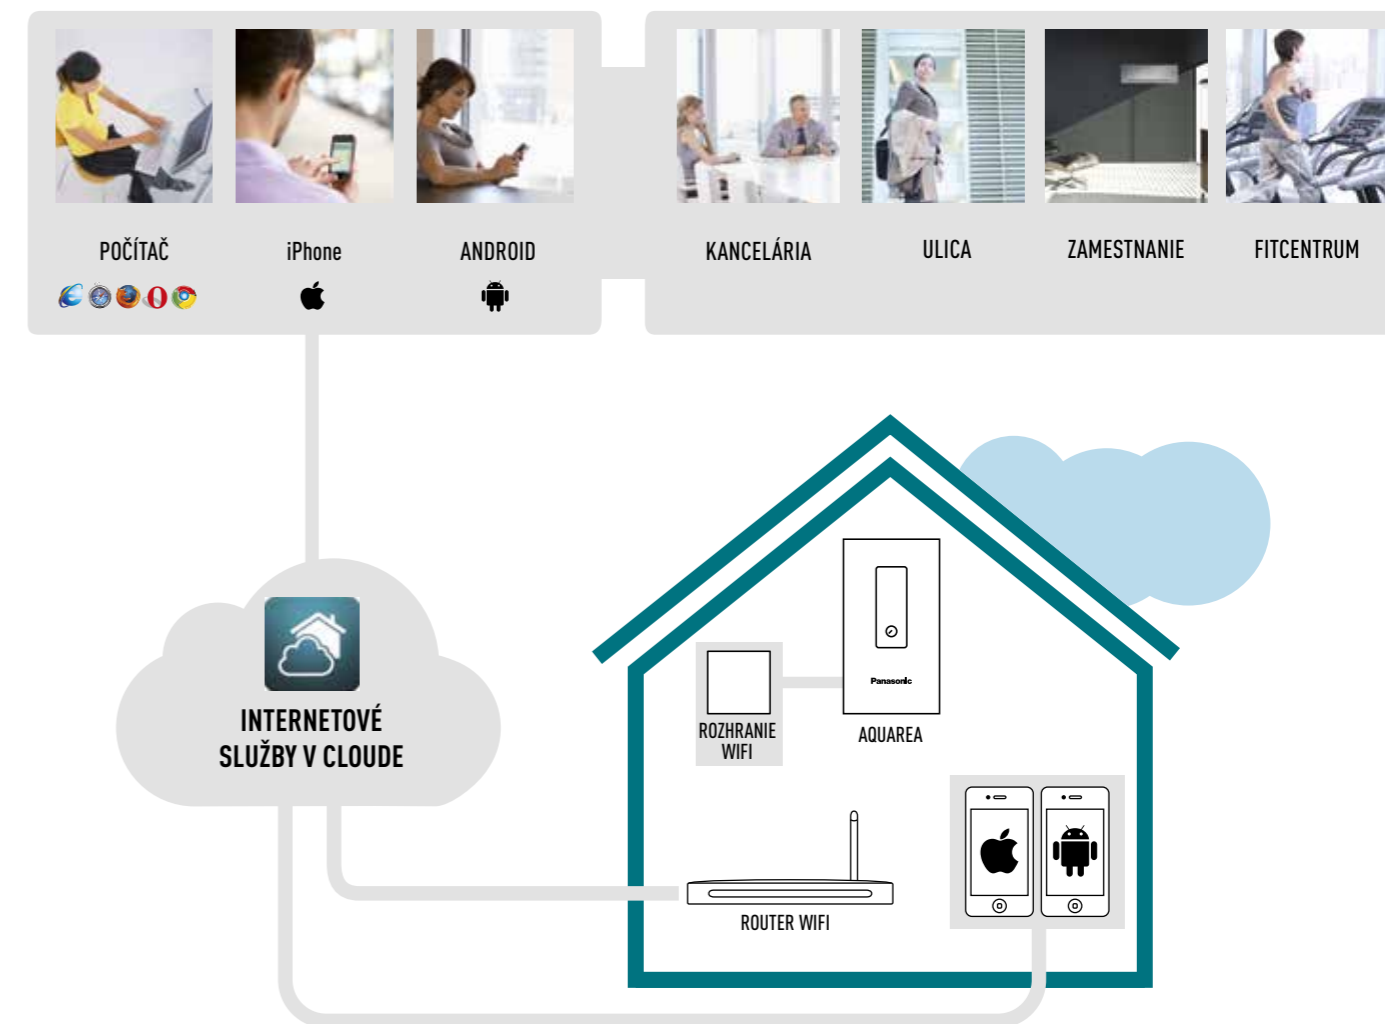 POČÍTAČ
iPhone
ANDROID
KANCELÁRIA
ULICA
ZAMESTNANIE
FITCENTRUM
INTERNETOVÉ
SLUŽBY V CLOUDE
Panasonic
ROZHRANIE
WIFI
AQUAREA
ROUTER WIFI